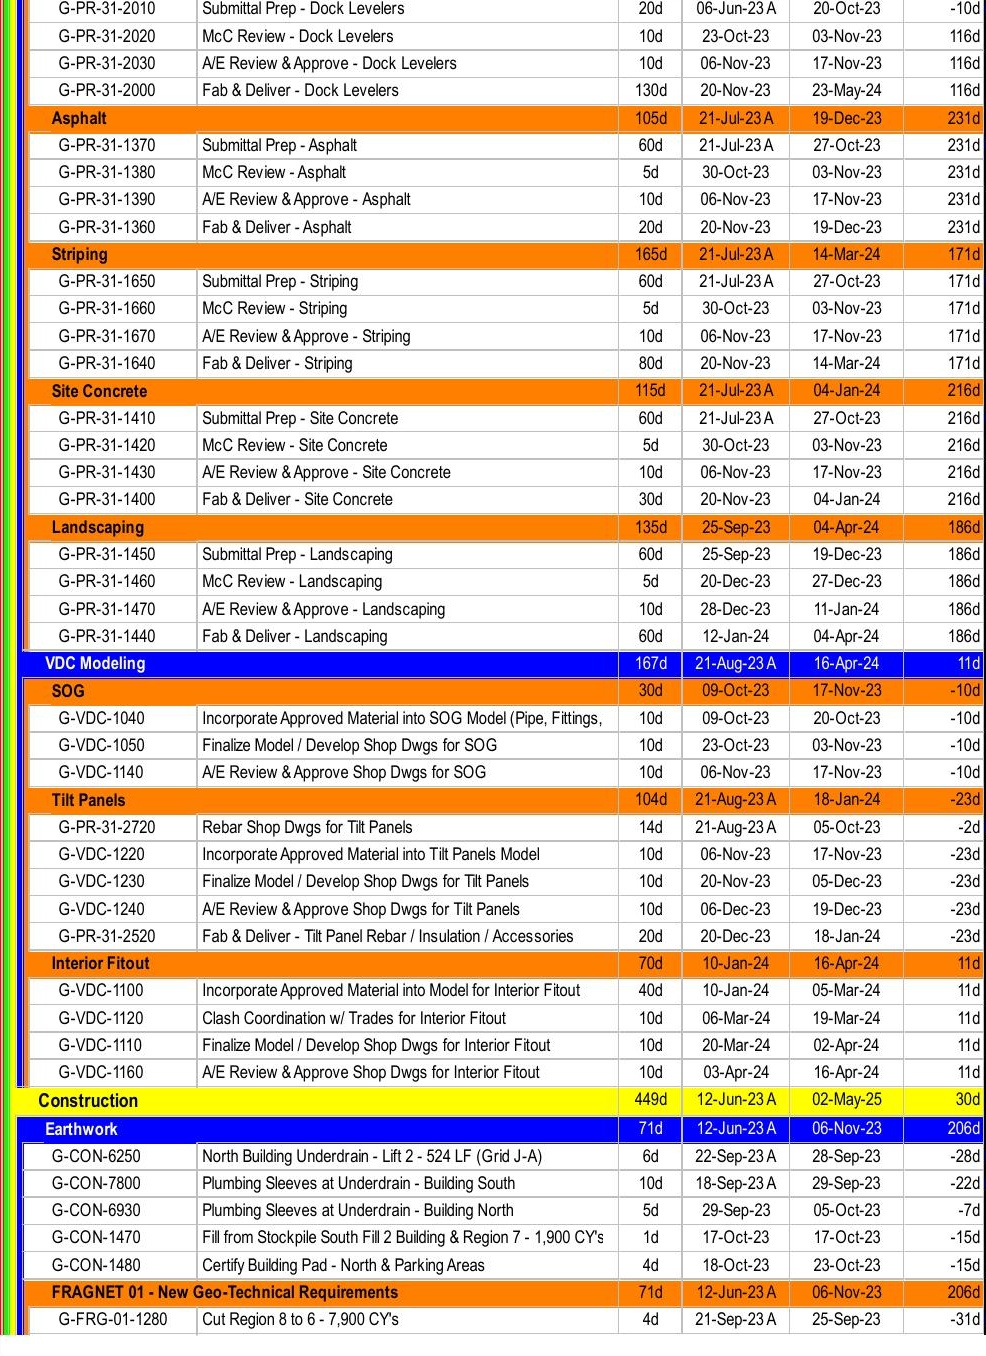 G-PR-31-2010 Submittal Prep - Dock Levelers 20d 06-Jun-23 A 20-Oct-23 -10d
G-PR-31-2020 McC Review - Dock Levelers 10d 23-Oct-23 03-Nov-23 116d
G-PR-31-2030 A/E Review & Approve - Dock Levelers 10d 06-Nov-23 17-Nov-23 116d
G-PR-31-2000 Fab & Deliver - Dock Levelers 130d 20-Nov-23 23-May-24 116d
Asphalt 105d 21-Jul-23 A 19-Dec-23 231d
G-PR-31-1370 Submittal Prep - Asphalt 60d 21-Jul-23 A 27-Oct-23 231d
G-PR-31-1380 McC Review - Asphalt 5d 30-Oct-23 03-Nov-23 231d
G-PR-31-1390 A/E Review & Approve - Asphalt 10d 06-Nov-23 17-Nov-23 231d
G-PR-31-1360 Fab & Deliver - Asphalt 20d 20-Nov-23 19-Dec-23 231d
Striping 165d 21-Jul-23 A 14-Mar-24 171d
G-PR-31-1650 Submittal Prep - Striping 60d 21-Jul-23 A 27-Oct-23 171d
G-PR-31-1660 McC Review - Striping 5d 30-Oct-23 03-Nov-23 171d
G-PR-31-1670 A/E Review & Approve - Striping 10d 06-Nov-23 17-Nov-23 171d
G-PR-31-1640 Fab & Deliver - Striping 80d 20-Nov-23 14-Mar-24 171d
Site Concrete 115d 21-Jul-23 A 04-Jan-24 216d
G-PR-31-1410 Submittal Prep - Site Concrete 60d 21-Jul-23 A 27-Oct-23 216d
G-PR-31-1420 McC Review - Site Concrete 5d 30-Oct-23 03-Nov-23 216d
G-PR-31-1430 A/E Review & Approve - Site Concrete 10d 06-Nov-23 17-Nov-23 216d
G-PR-31-1400 Fab & Deliver - Site Concrete 30d 20-Nov-23 04-Jan-24 216d
Landscaping 135d 25-Sep-23 04-Apr-24 186d
G-PR-31-1450 Submittal Prep - Landscaping 60d 25-Sep-23 19-Dec-23 186d
G-PR-31-1460 McC Review - Landscaping 5d 20-Dec-23 27-Dec-23 186d
G-PR-31-1470 A/E Review & Approve - Landscaping 10d 28-Dec-23 11-Jan-24 186d
G-PR-31-1440 Fab & Deliver - Landscaping 60d 12-Jan-24 04-Apr-24 186d
VDC Modeling 167d 21-Aug-23 A 16-Apr-24 11d
SOG 30d 09-Oct-23 17-Nov-23 -10d
G-VDC-1040 Incorporate Approved Material into SOG Model (Pipe, Fittings, 10d 09-Oct-23 20-Oct-23 -10d
G-VDC-1050 Finalize Model / Develop Shop Dwgs for SOG 10d 23-Oct-23 03-Nov-23 -10d
G-VDC-1140 A/E Review & Approve Shop Dwgs for SOG 10d 06-Nov-23 17-Nov-23 -10d
Tilt Panels 104d 21-Aug-23 A 18-Jan-24 -23d
G-PR-31-2720 Rebar Shop Dwgs for Tilt Panels 14d 21-Aug-23 A 05-Oct-23 -2d
G-VDC-1220 Incorporate Approved Material into Tilt Panels Model 10d 06-Nov-23 17-Nov-23 -23d
G-VDC-1230 Finalize Model / Develop Shop Dwgs for Tilt Panels 10d 20-Nov-23 05-Dec-23 -23d
G-VDC-1240 A/E Review & Approve Shop Dwgs for Tilt Panels 10d 06-Dec-23 19-Dec-23 -23d
G-PR-31-2520 Fab & Deliver - Tilt Panel Rebar / Insulation / Accessories 20d 20-Dec-23 18-Jan-24 -23d
Interior Fitout 70d 10-Jan-24 16-Apr-24 11d
G-VDC-1100 Incorporate Approved Material into Model for Interior Fitout 40d 10-Jan-24 05-Mar-24 11d
G-VDC-1120 Clash Coordination w/ Trades for Interior Fitout 10d 06-Mar-24 19-Mar-24 11d
G-VDC-1110 Finalize Model / Develop Shop Dwgs for Interior Fitout 10d 20-Mar-24 02-Apr-24 11d
G-VDC-1160 A/E Review & Approve Shop Dwgs for Interior Fitout 10d 03-Apr-24 16-Apr-24 11d
Construction 449d 12-Jun-23 A 02-May-25 30d
Earthwork 71d 12-Jun-23 A 06-Nov-23 206d
G-CON-6250 North Building Underdrain - Lift 2 - 524 LF (Grid J-A) 6d 22-Sep-23 A 28-Sep-23 -28d
G-CON-7800 Plumbing Sleeves at Underdrain - Building South 10d 18-Sep-23 A 29-Sep-23 -22d
G-CON-6930 Plumbing Sleeves at Underdrain - Building North 5d 29-Sep-23 05-Oct-23 -7d
G-CON-1470 Fill from Stockpile South Fill 2 Building & Region 7 - 1,900 CY's 1d 17-Oct-23 17-Oct-23 -15d
G-CON-1480 Certify Building Pad - North & Parking Areas 4d 18-Oct-23 23-Oct-23 -15d
FRAGNET 01 - New Geo-Technical Requirements 71d 12-Jun-23 A 06-Nov-23 206d
G-FRG-01-1280 Cut Region 8 to 6 - 7,900 CY's 4d 21-Sep-23 A 25-Sep-23 -31d